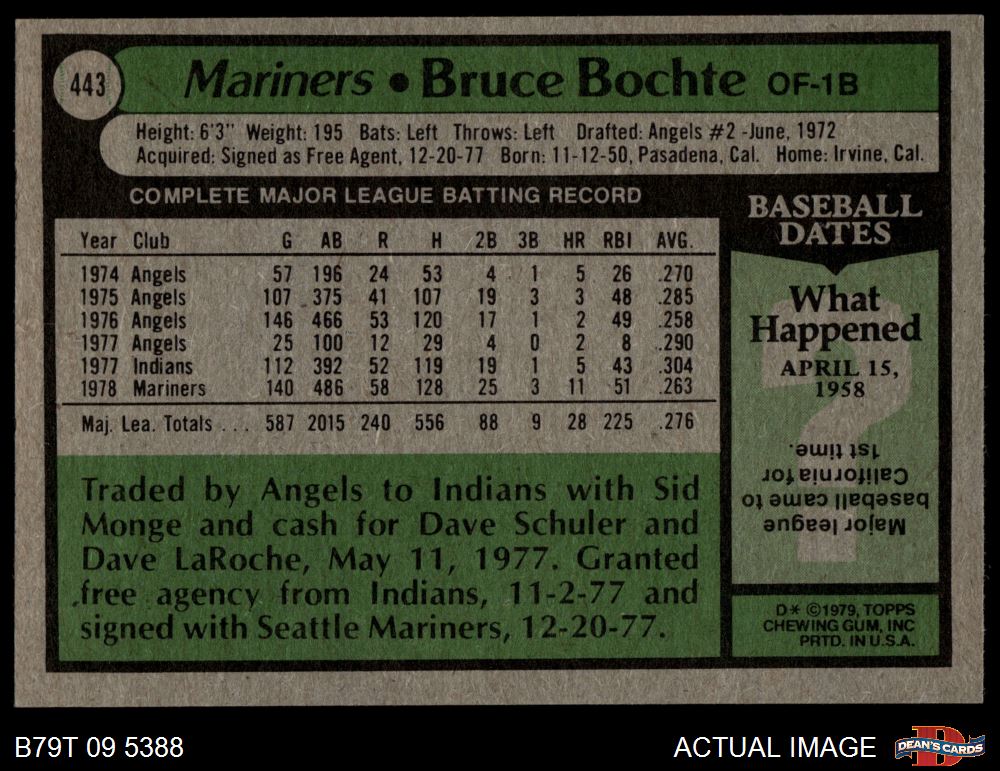 443
Mariners • Bruce Bochte OF-1B
Height: 6'3" Weight: 195 Bats: Left Throws: Left Drafted: Angels #2 -June, 1972
Acquired: Signed as Free Agent, 12-20-77 Born: 11-12-50, Pasadena, Cal. Home: Irvine, Cal.
COMPLETE MAJOR LEAGUE BATTING RECORD
Year Club G AB R H 2B 3B HR RBI AVG.
1974 Angels 57 196 24 53 4 1 5 26 .270
1975 Angels 107 375 41 107 19 3 3 48 .285
1976 Angels 146 466 53 120 17 1 2 49 .258
1977 Angels 25 100 12 29 4 0 2 8 .290
1977 Indians 112 392 52 119 19 1 5 43 .304
1978 Mariners 140 486 58 128 25 3 11 51 .263
Maj. Lea. Totals . . . 587 2015 240 556 88 9 28 225 .276
Traded by Angels to Indians with Sid
Monge and cash for Dave Schuler and
Dave LaRoche, May 11, 1977. Granted
free agency from Indians, 11-2-77 and
signed with Seattle Mariners, 12-20-77.
BASEBALL
DATES
What
Happened
APRIL 15,
1958
?
Major league
baseball came to
California for
1st time.
D* ©1979, TOPPS
CHEWING GUM, INC
PRTD. IN U.S.A.
B79T 09 5388
ACTUAL IMAGE
D
DEAN'S CARDS